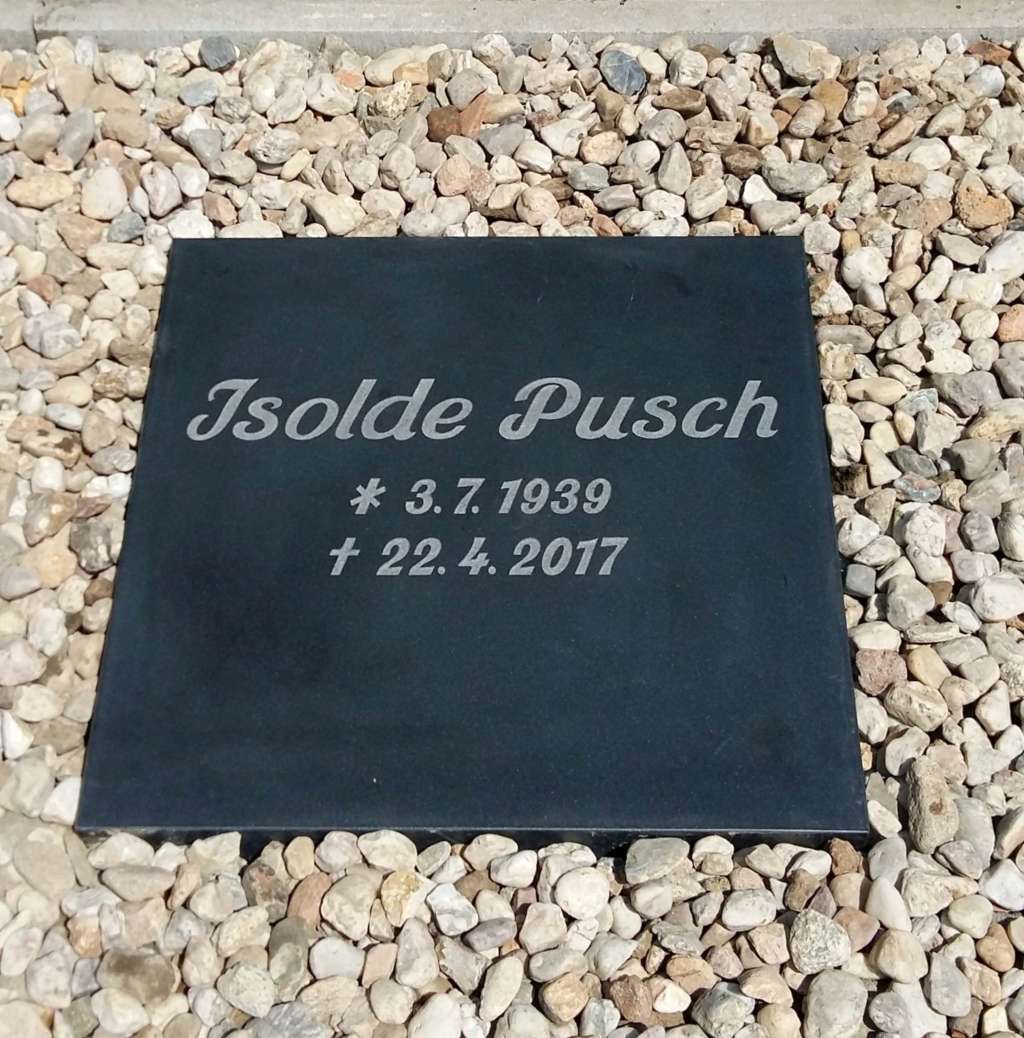 Isolde Pusch
* 3.7.1939
† 22.4.2017